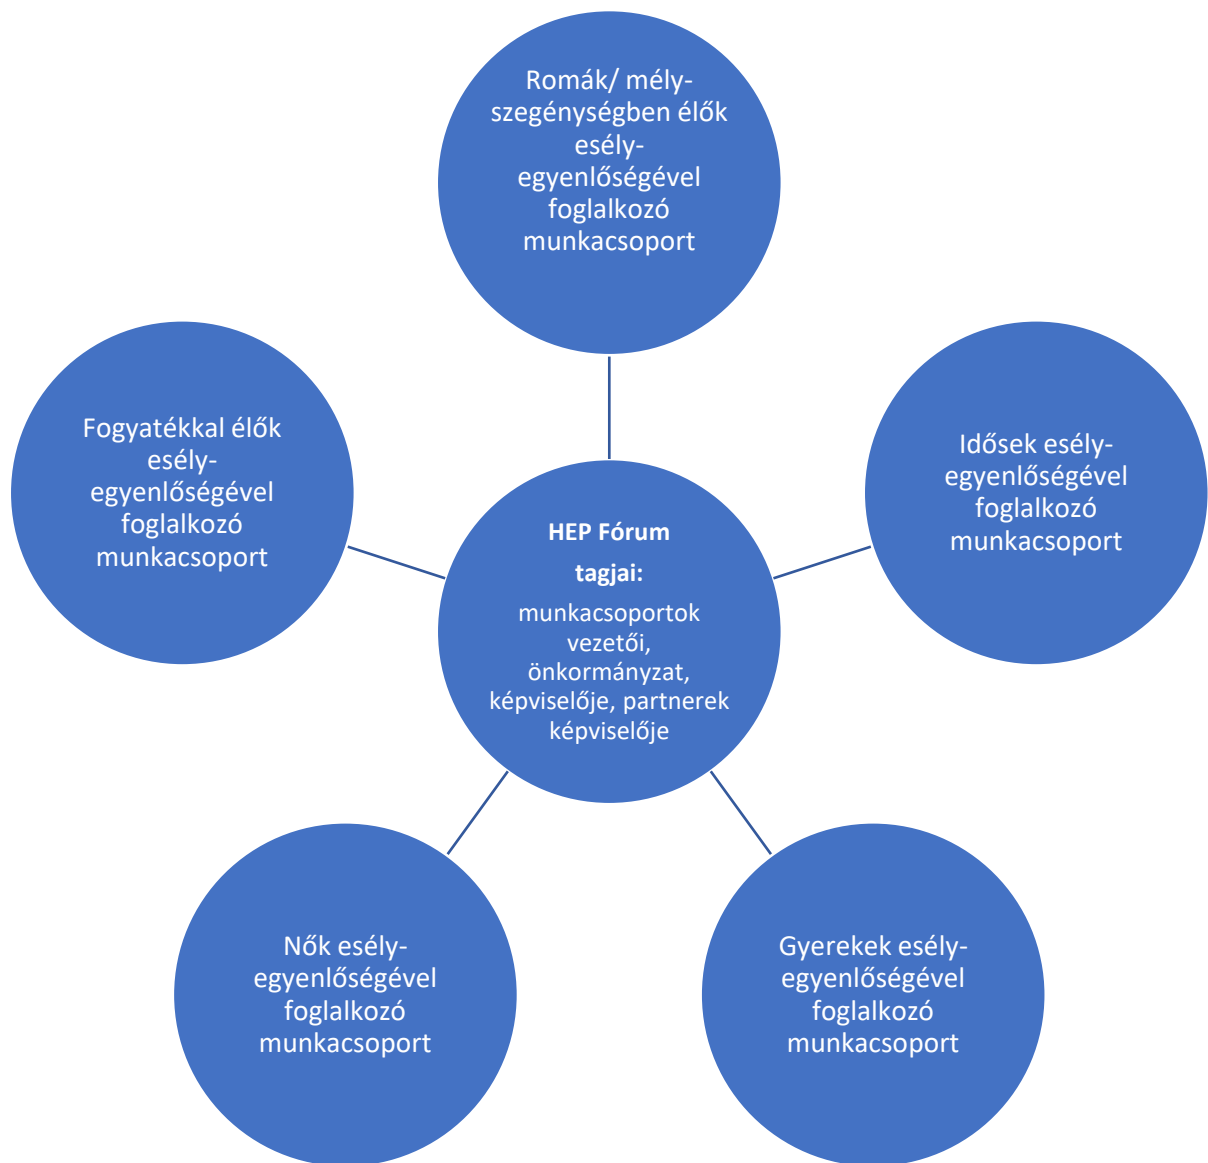 Romák/ mély-
szegénységben élők
esély-
egyenlőségével
foglalkozó
munkacsoport
Fogyatékkal élők
esély-
egyenlőségével
foglalkozó
munkacsoport
Idősek esély-
egyenlőségével
foglalkozó
munkacsoport
HEP Fórum
tagjai:
munkacsoportok
vezetői,
önkormányzat,
képviselője, partnerek
képviselője
Nők esély-
egyenlőségével
foglalkozó
munkacsoport
Gyerekek esély-
egyenlőségével
foglalkozó
munkacsoport